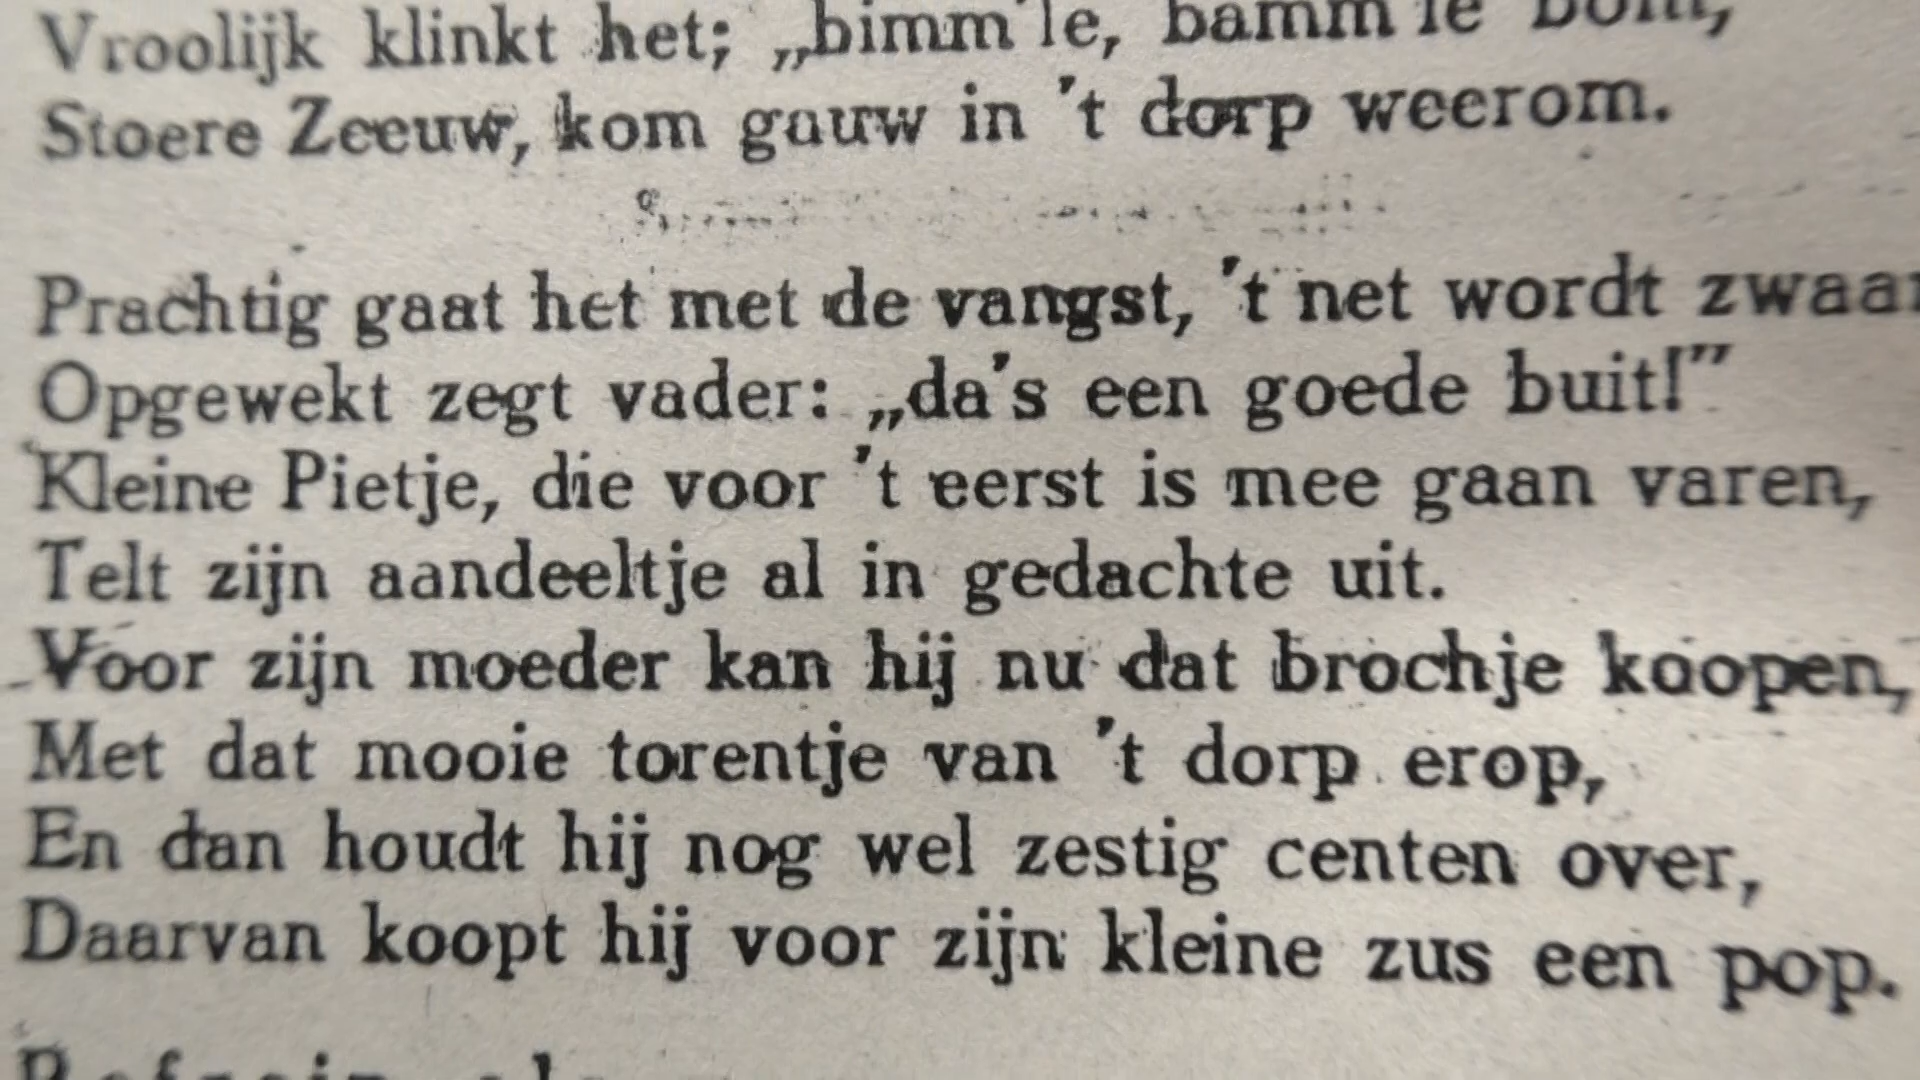 Vroolijk klinkt het; „bimm'le, bamm'le bom,
Stoere Zeeuw, kom gauw in 't dorp weerom.
Prachtig gaat het met de vangst, 't net wordt zwaar
Opgewekt zegt vader: „da's een goede buit!”
Kleine Pietje, die voor 't eerst is mee gaan varen,
Telt zijn aandeeltje al in gedachte uit.
Voor zijn moeder kan hij nu dat brochje koopen,
Met dat mooie torentje van 't dorp erop,
En dan houdt hij nog wel zestig centen over,
Daarvan koopt hij voor zijn kleine zus een pop.